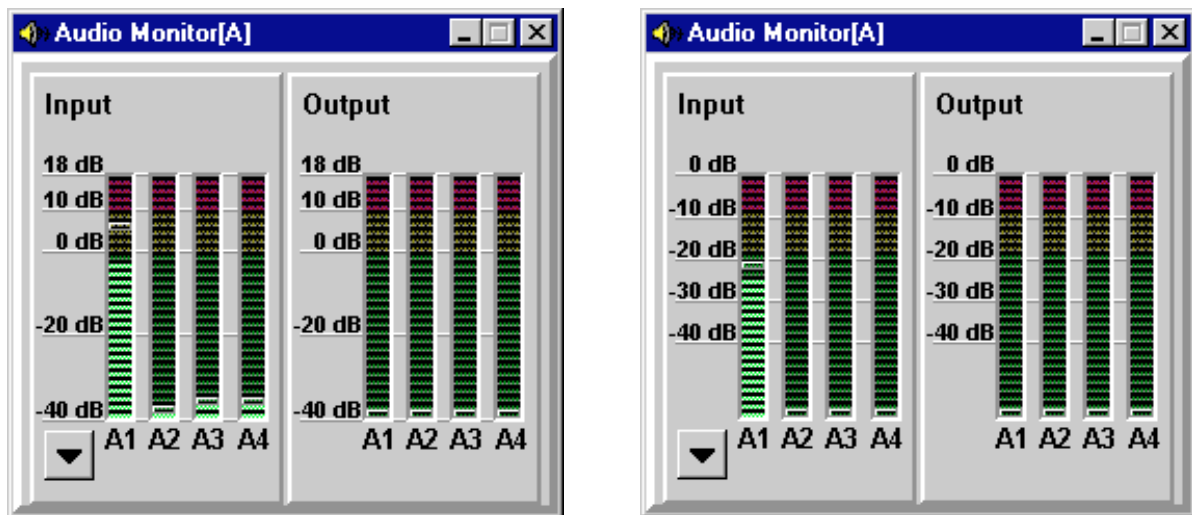 Audio Monitor[A]
Input
18 dB
10 dB
0 dB
-20 dB
-40 dB
A1 A2 A3 A4
Output
18 dB
10 dB
0 dB
-20 dB
-40 dB
A1 A2 A3 A4
Audio Monitor[A]
Input
0 dB
-10 dB
-20 dB
-30 dB
-40 dB
A1 A2 A3 A4
Output
0 dB
-10 dB
-20 dB
-30 dB
-40 dB
A1 A2 A3 A4